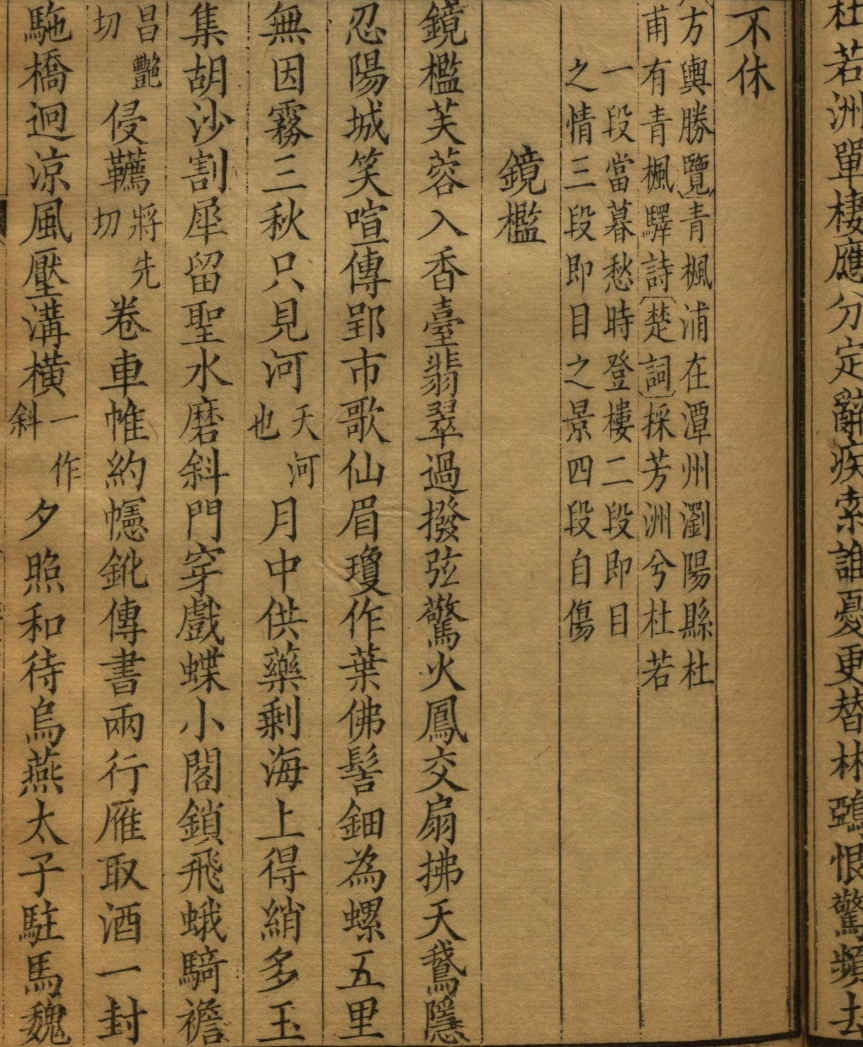 杜若洲單棲應分定辭疾索誰憂更替林鵶恨驚頻去
不休
方輿勝覽青楓浦在潭州瀏陽縣杜
甫有青楓驛詩楚詞採芳洲兮杜若
一段當暮愁時登樓二段即目
之情三段即目之景四段自傷
鏡檻
鏡檻芙蓉入香臺翡翠過撥弦驚火鳳交扇拂天鵝隱
忍陽城笑喧傳郢市歌仙眉瓊作葉佛髻鈿為螺五里
無因霧三秋只見河天河也月中供藥剩海上得綃多玉
集胡沙割犀留聖水磨斜門穿戲蝶小閣鎖飛蛾騎襜
昌艷切侵韉將先切卷車帷約幰鈋傳書兩行雁取酒一封
駞橋迥涼風壓溝橫一作斜夕照和待烏燕太子駐馬魏